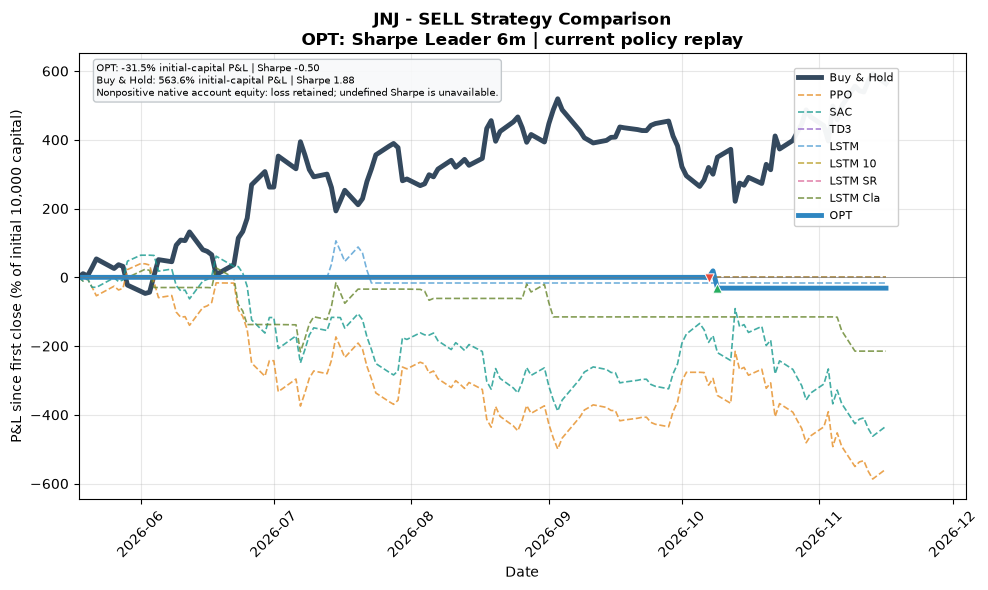 JNJ - SELL Strategy Comparison
OPT: Sharpe Leader 6m | current policy replay
OPT: -31.5% initial-capital P&L | Sharpe -0.50
Buy & Hold: 563.6% initial-capital P&L | Sharpe 1.88
Nonpositive native account equity: loss retained; undefined Sharpe is unavailable.
Buy & Hold
PPO
SAC
TD3
LSTM
LSTM 10
LSTM SR
LSTM Cla
OPT
P&L since first close (% of initial 10,000 capital)
600
400
200
0
−200
−400
−600
2026-06
2026-07
2026-08
2026-09
2026-10
2026-11
2026-12
Date